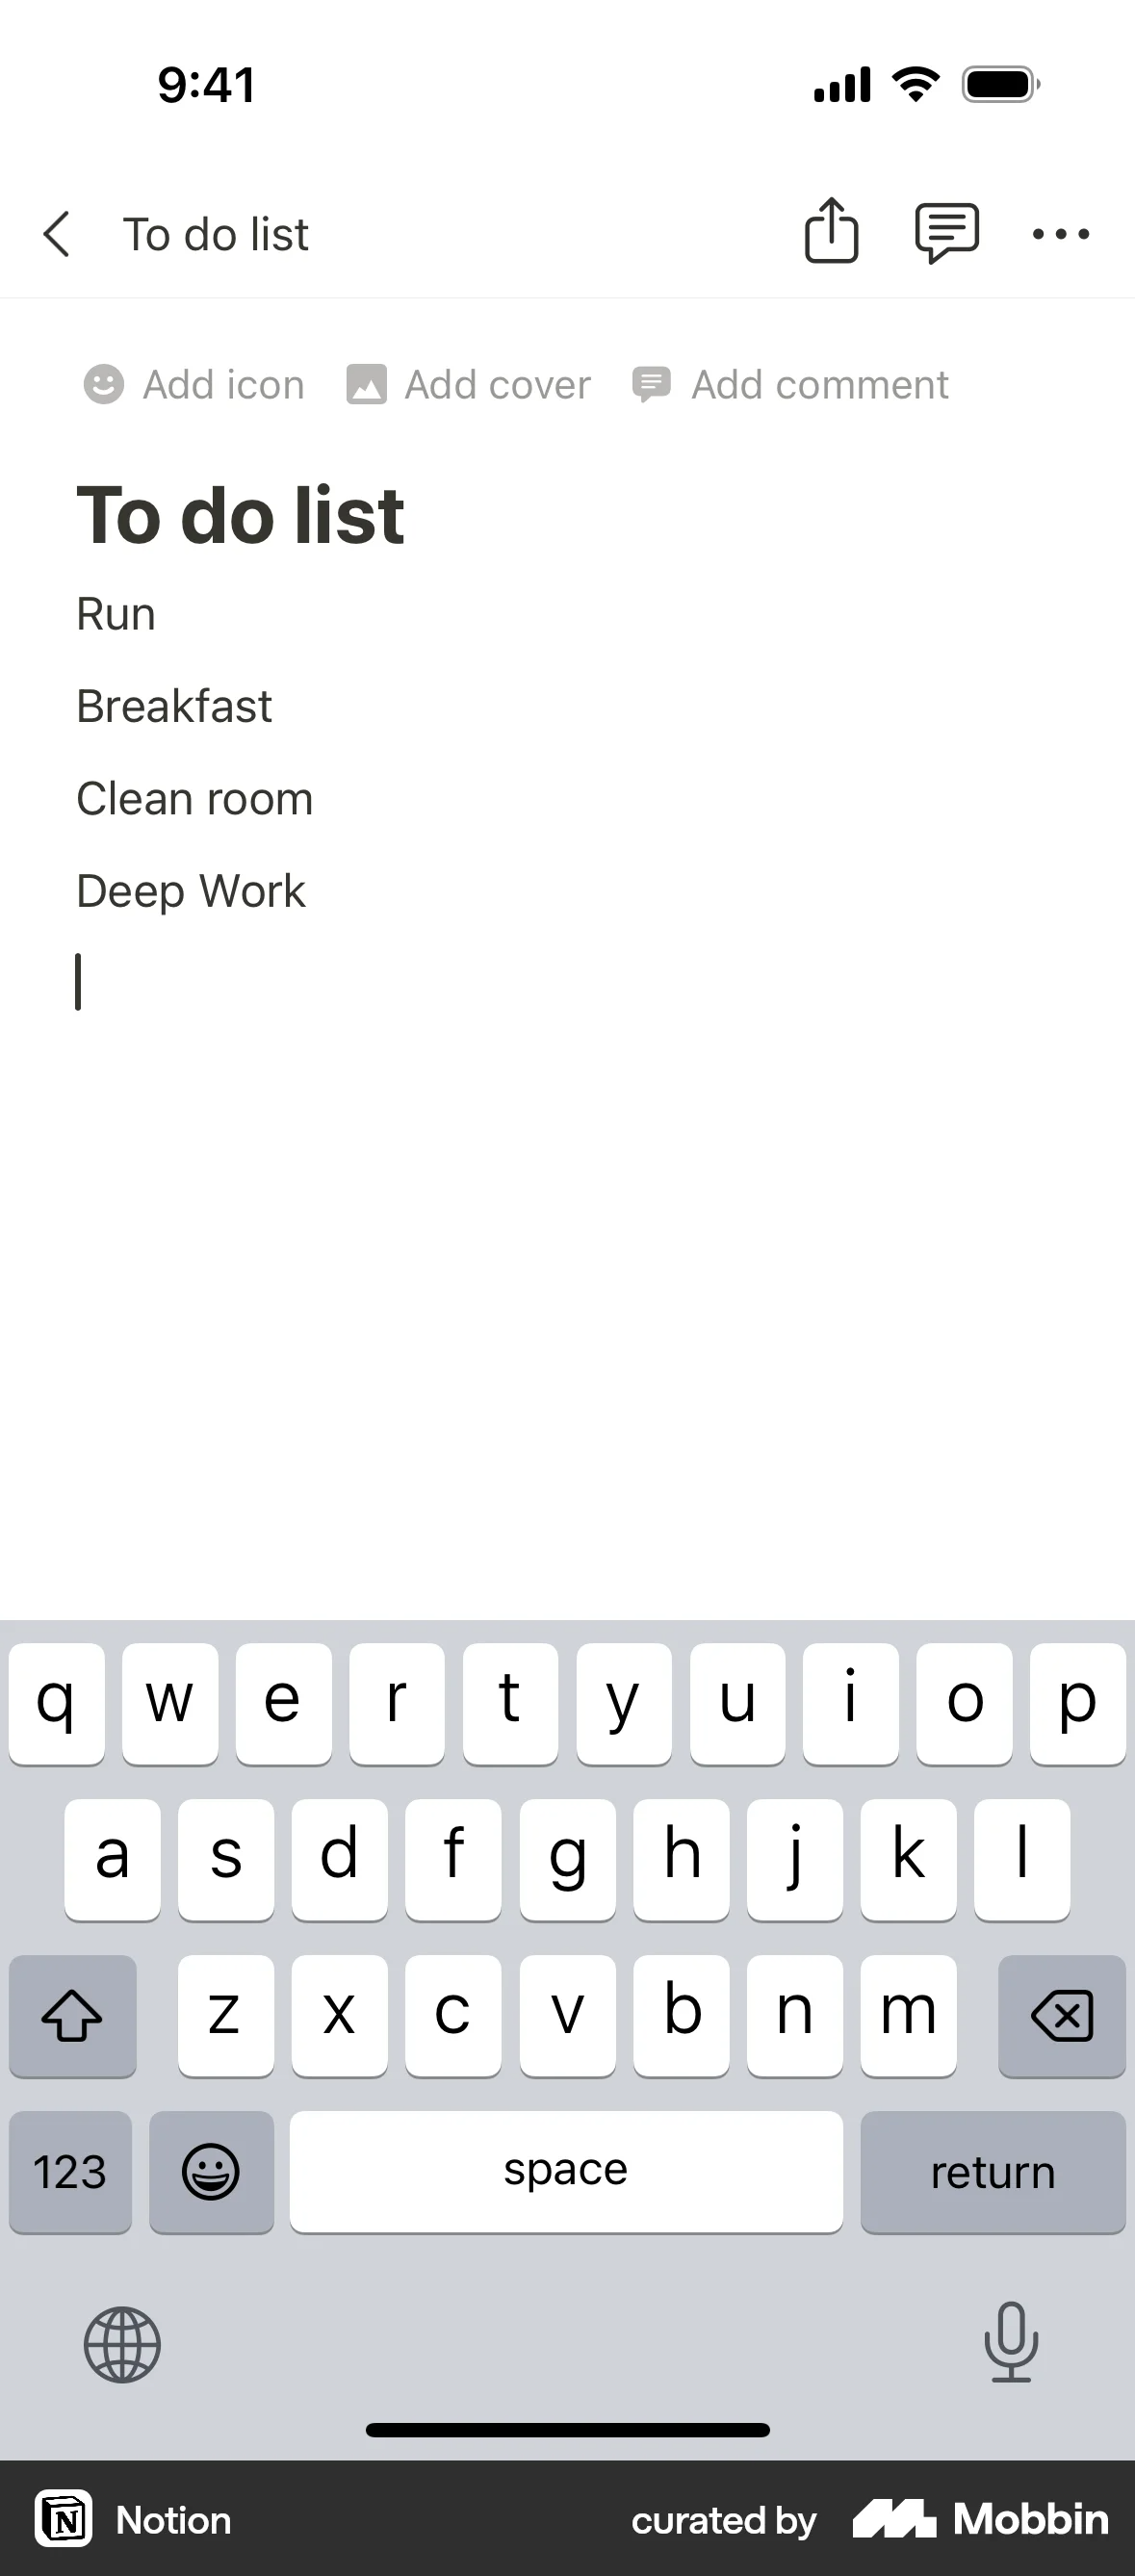 9:41
To do list
Add icon Add cover Add comment
To do list
Run
Breakfast
Clean room
Deep Work
q w e r t y u i o p
a s d f g h j k l
z x c v b n m
123 space return
N Notion curated by Mobbin